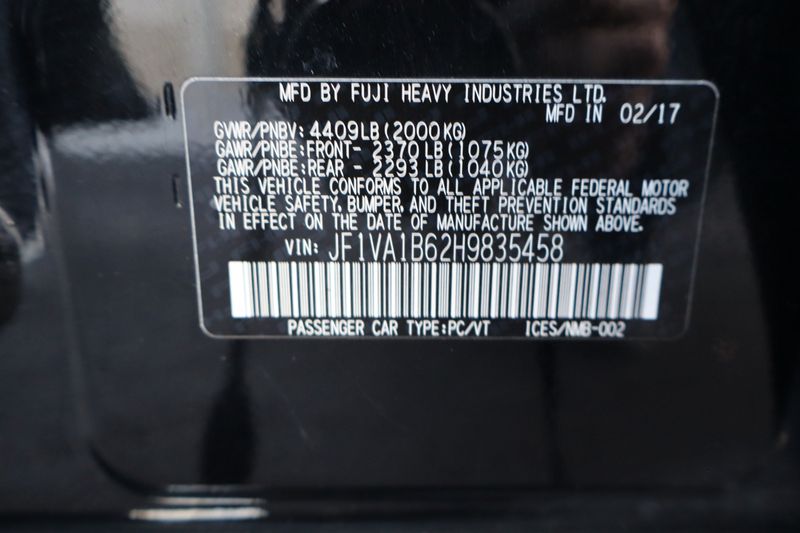 MFD BY FUJI HEAVY INDUSTRIES LTD.
MFD IN 02/17
GVWR/PNBV: 4409LB (2000KG)
GAWR/PNBE: FRONT- 2370LB (1075KG)
GAWR/PNBE: REAR - 2293LB (1040KG)
THIS VEHICLE CONFORMS TO ALL APPLICABLE FEDERAL MOTOR
VEHICLE SAFETY, BUMPER, AND THEFT PREVENTION STANDARDS
IN EFFECT ON THE DATE OF MANUFACTURE SHOWN ABOVE.
VIN: JF1VA1B62H9835458
PASSENGER CAR TYPE:PC/VT ICES/NMB-002